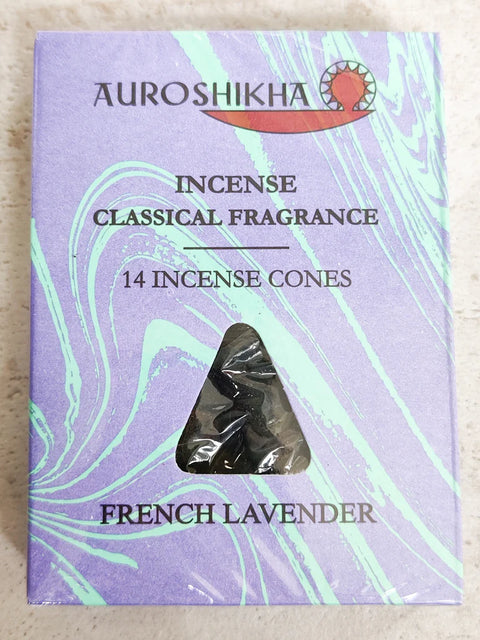 AUROSHIKHA
INCENSE
CLASSICAL FRAGRANCE
14 INCENSE CONES
FRENCH LAVENDER